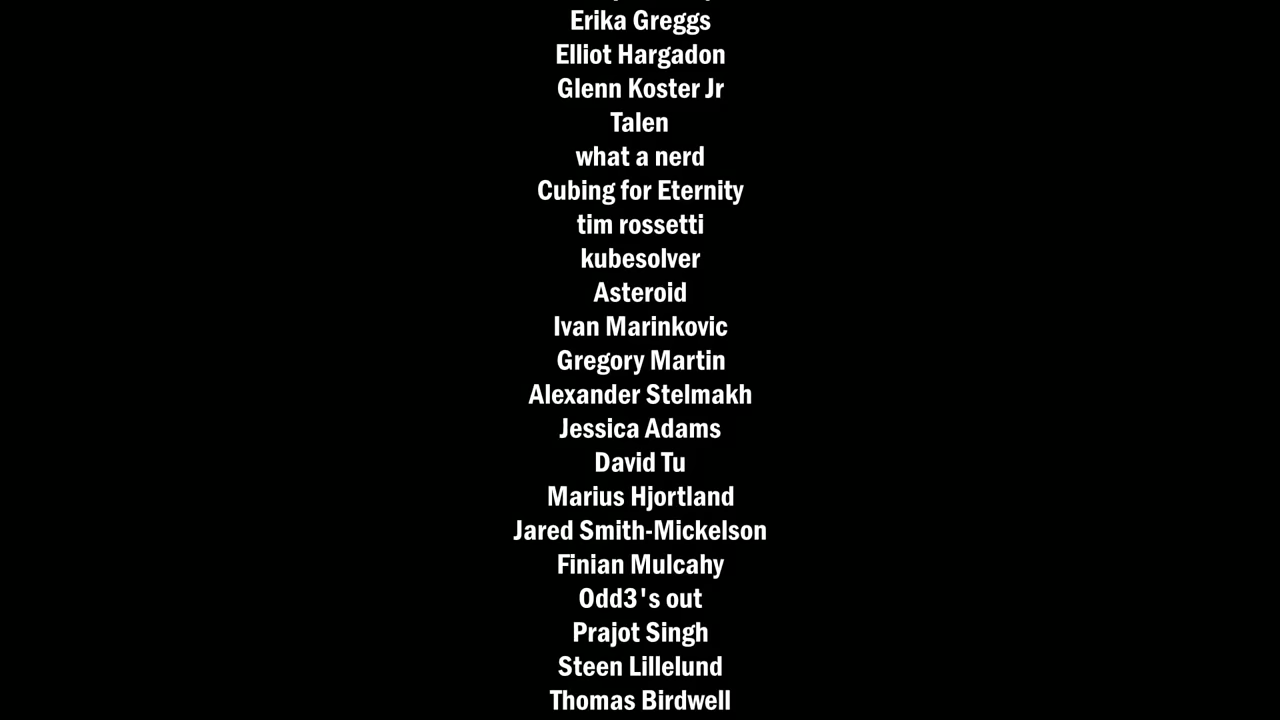 Erika Greggs
Elliot Hargadon
Glenn Koster Jr
Talen
what a nerd
Cubing for Eternity
tim rossetti
kubesolver
Asteroid
Ivan Marinkovic
Gregory Martin
Alexander Stelmakh
Jessica Adams
David Tu
Marius Hjortland
Jared Smith-Mickelson
Finian Mulcahy
Odd3's out
Prajot Singh
Steen Lillelund
Thomas Birdwell